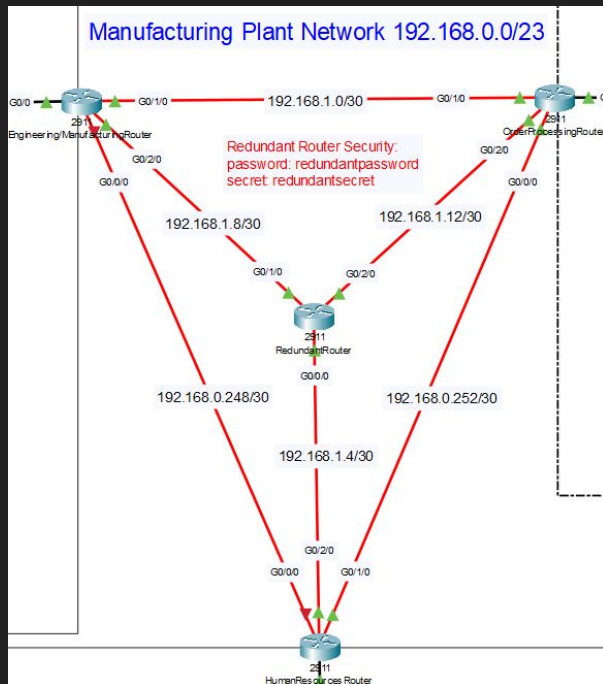 Manufacturing Plant Network 192.168.0.0/23
G0/0
G0/1/0
192.168.1.0/30
G0/1/0
2911
Engineering/ManufacturingRouter
2911
OrderProcessingRouter
Redundant Router Security:
password: redundantpassword
secret: redundantsecret
G0/2/0
G0/2/0
G0/0/0
G0/0/0
192.168.1.8/30
192.168.1.12/30
G0/1/0
G0/2/0
2911
RedundantRouter
G0/0/0
192.168.0.248/30
192.168.0.252/30
192.168.1.4/30
G0/2/0
G0/0/0
G0/1/0
2911
HumanResources Router